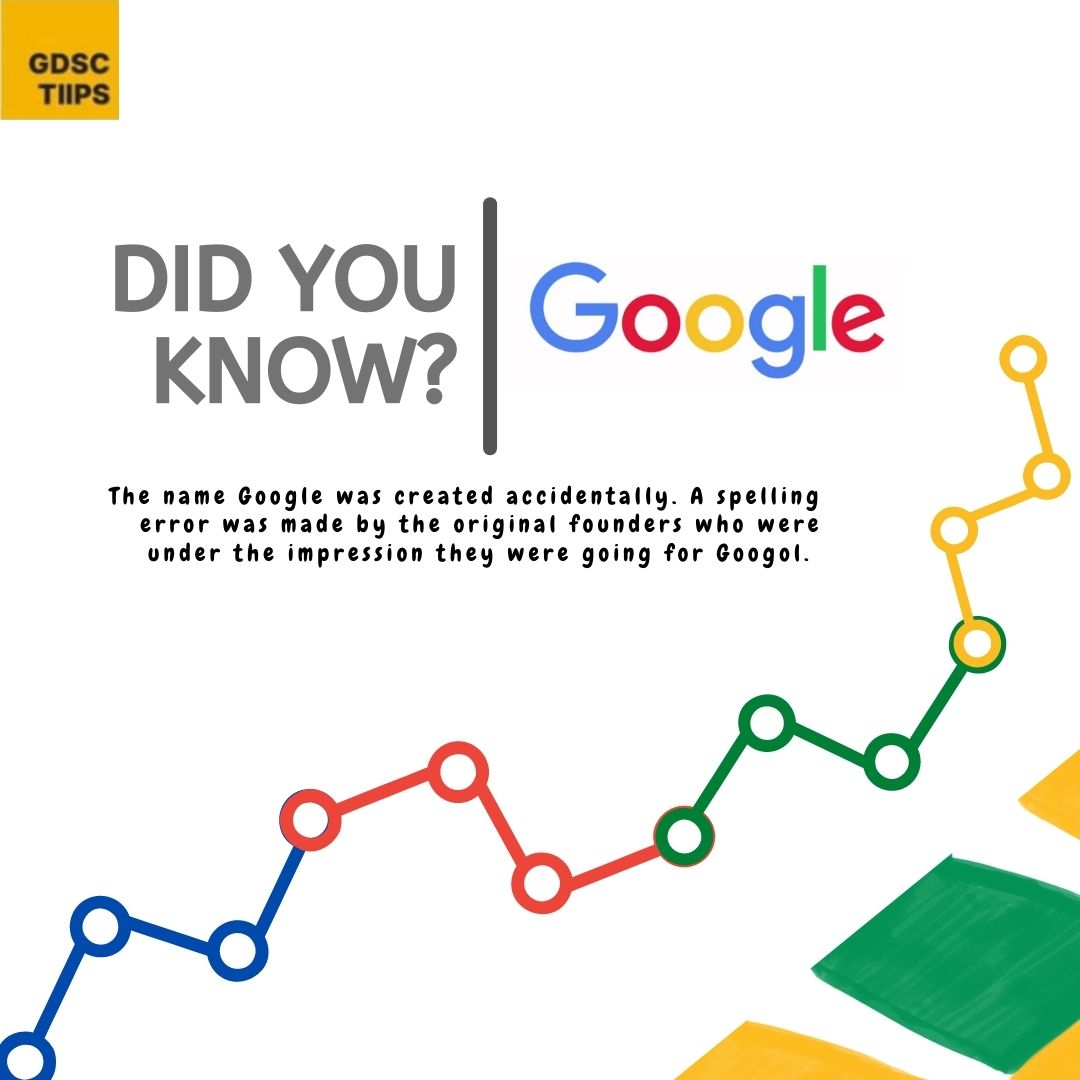 GDSC
TIIPS
DID YOU
KNOW?
Google
The name Google was created accidentally. A spelling
error was made by the original founders who were
under the impression they were going for Googol.